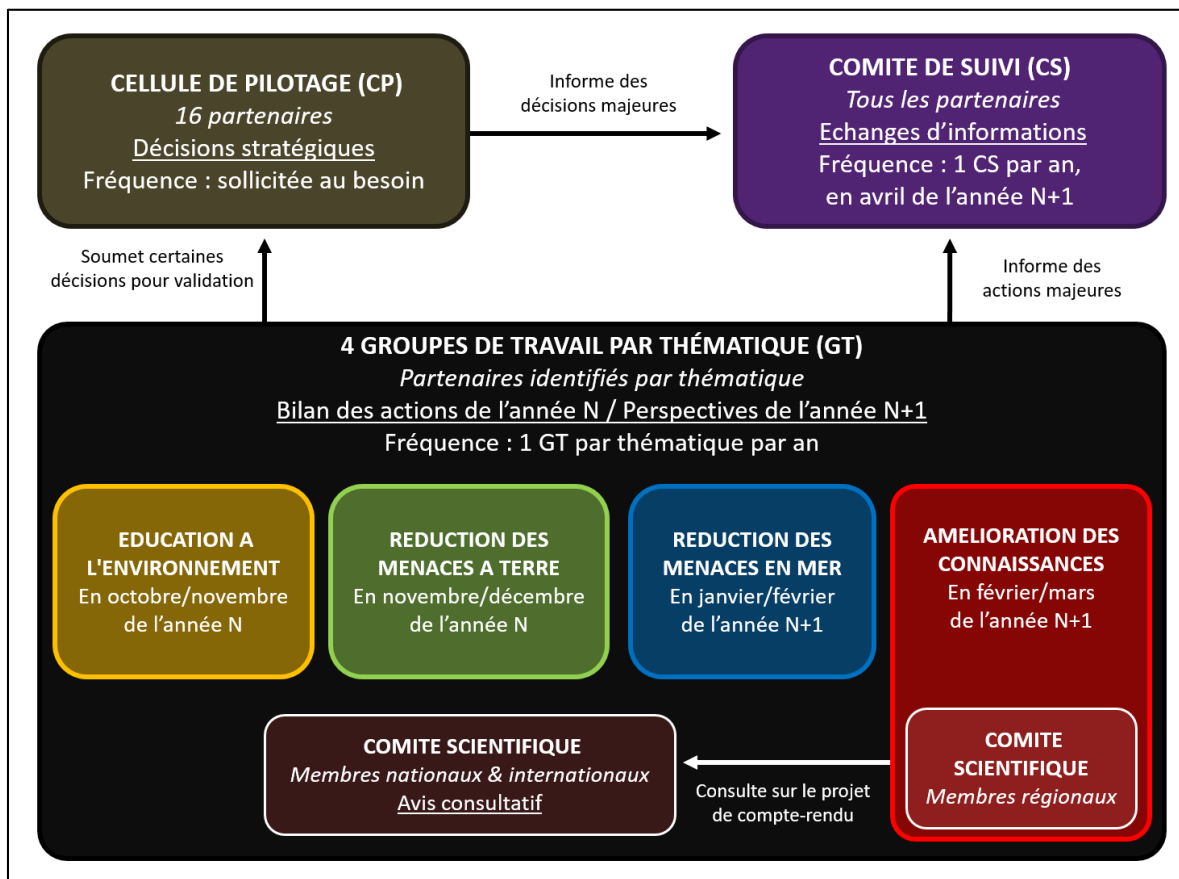 CELLULE DE PILOTAGE (CP)
16 partenaires
Décisions stratégiques
Fréquence : sollicitée au besoin
Informe des
décisions majeures
COMITE DE SUIVI (CS)
Tous les partenaires
Echanges d’informations
Fréquence : 1 CS par an,
en avril de l’année N+1
Soumet certaines
décisions pour validation
Informe des
actions majeures
4 GROUPES DE TRAVAIL PAR THÉMATIQUE (GT)
Partenaires identifiés par thématique
Bilan des actions de l’année N / Perspectives de l’année N+1
Fréquence : 1 GT par thématique par an
EDUCATION A
L'ENVIRONNEMENT
En octobre/novembre
de l’année N
REDUCTION DES
MENACES A TERRE
En novembre/décembre
de l’année N
REDUCTION DES
MENACES EN MER
En janvier/février
de l’année N+1
AMELIORATION DES
CONNAISSANCES
En février/mars
de l’année N+1
COMITE SCIENTIFIQUE
Membres nationaux & internationaux
Avis consultatif
Consulte sur le projet
de compte-rendu
COMITE
SCIENTIFIQUE
Membres régionaux